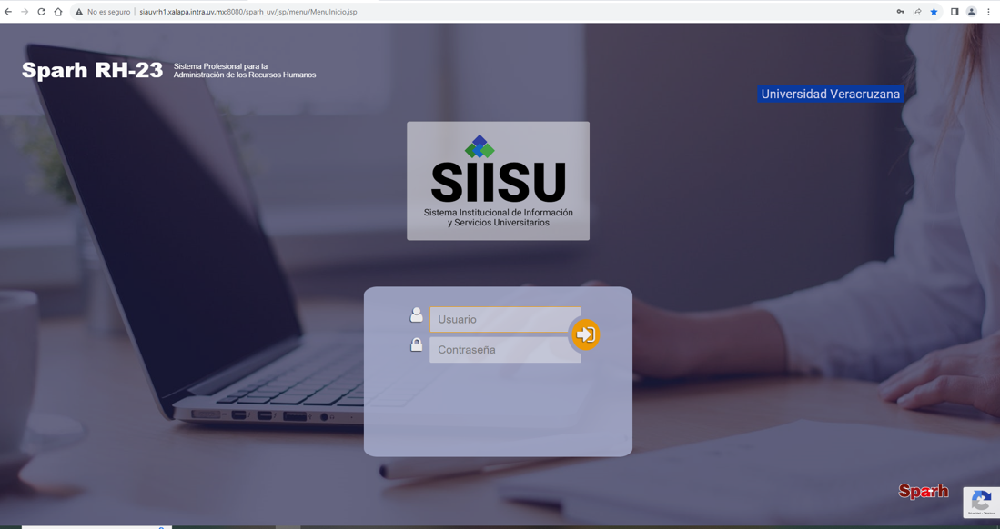 No es seguro | siauvrh1.xalapa.intra.uv.mx:8080/sparh_uv/jsp/menu/MenuInicio.jsp
Sparh RH-23
Sistema Profesional para la
Administración de los Recursos Humanos
Universidad Veracruzana
SIISU
Sistema Institucional de Información
y Servicios Universitarios
Usuario
Contraseña
Sparh